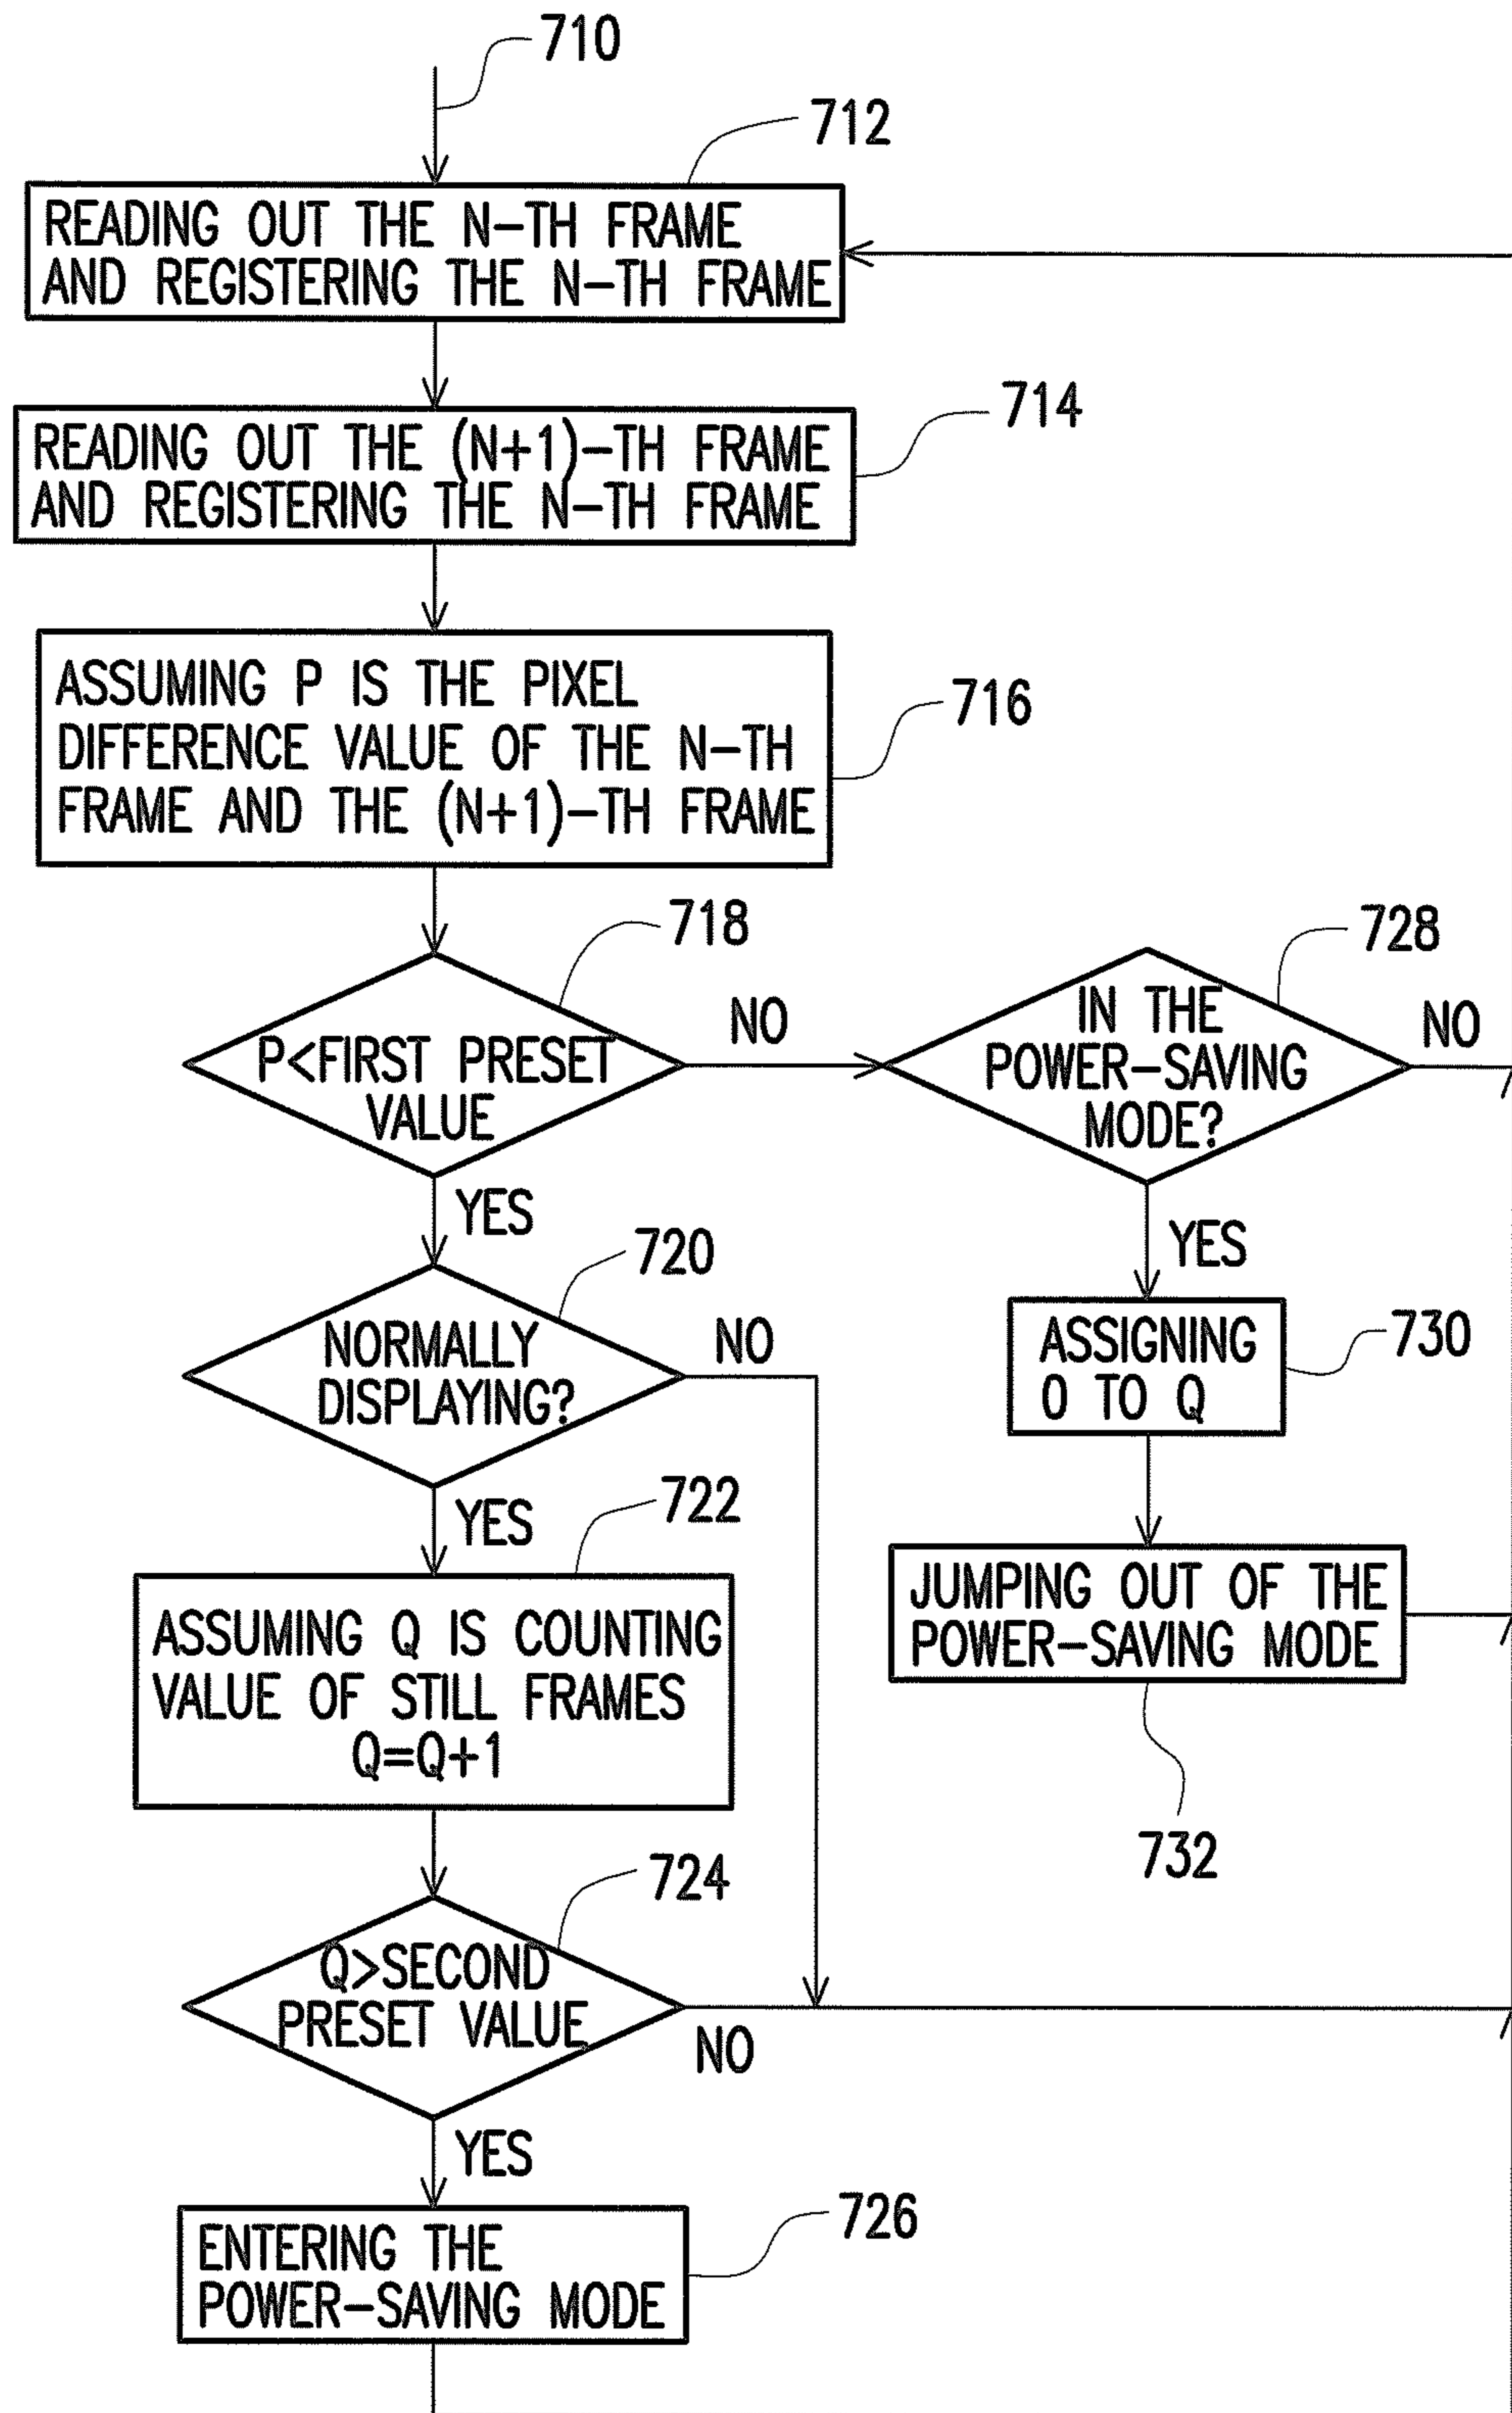 710
712
READING OUT THE N-TH FRAME
AND REGISTERING THE N-TH FRAME
714
READING OUT THE (N+1)-TH FRAME
AND REGISTERING THE N-TH FRAME
716
ASSUMING P IS THE PIXEL
DIFFERENCE VALUE OF THE N-TH
FRAME AND THE (N+1)-TH FRAME
718
P<FIRST PRESET
VALUE
NO
728
IN THE
POWER-SAVING
MODE?
NO
YES
YES
720
NORMALLY
DISPLAYING?
NO
730
ASSIGNING
0 TO Q
YES
722
ASSUMING Q IS COUNTING
VALUE OF STILL FRAMES
Q=Q+1
JUMPING OUT OF THE
POWER-SAVING MODE
732
724
Q>SECOND
PRESET VALUE
NO
YES
726
ENTERING THE
POWER-SAVING MODE